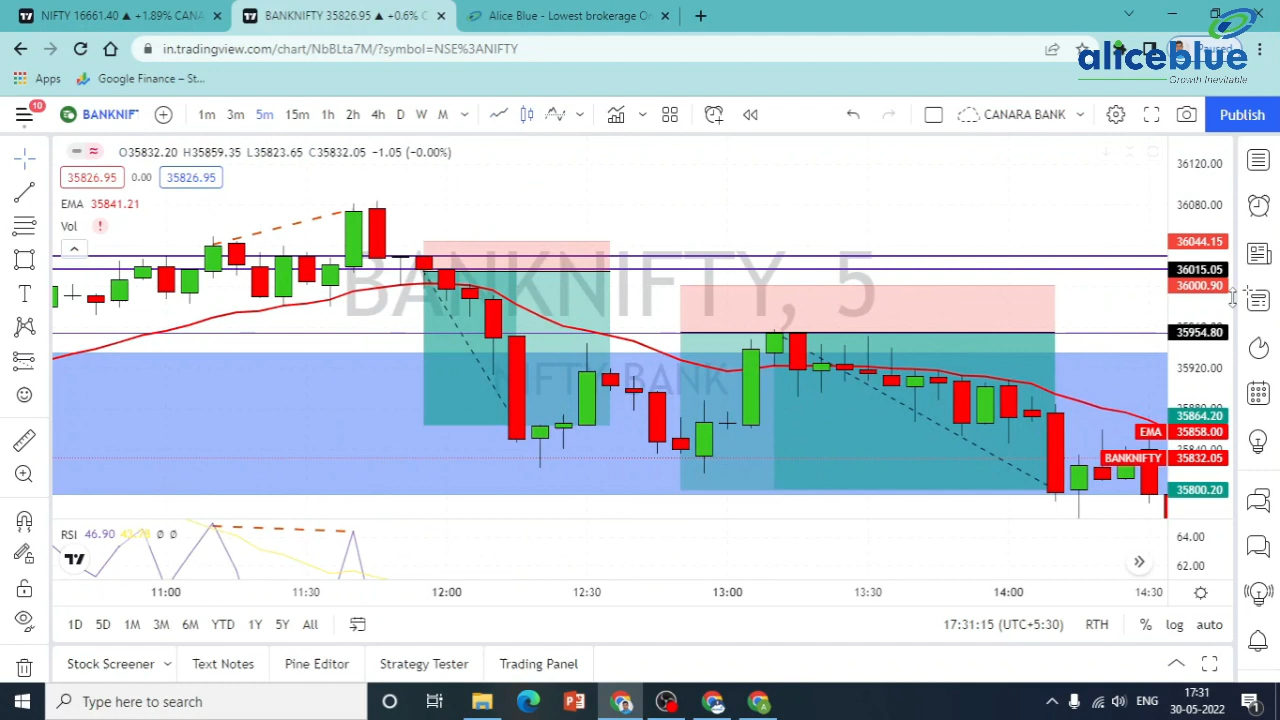 NIFTY 16661.40 ▲ +1.89% CANA
BANKNIFTY 35826.95 ▲ +0.6% C
Alice Blue - Lowest brokerage O
in.tradingview.com/chart/NbBLta7M/?symbol=NSE%3ANIFTY
Paused
aliceblue
Growth Inevitable
Apps
Google Finance – St...
10
BANKNIF
1m 3m 5m 15m 1h 2h 4h D W M
CANARA BANK
Publish
O35832.20 H35859.35 L35823.65 C35832.05 -1.05 (-0.00%)
35826.95 0.00 35826.95
EMA 35841.21
Vol
BANKNIFTY, 5
NIFTY BANK
36120.00
36080.00
36044.15
36015.05
36000.90
35954.80
35920.00
35864.20
EMA 35858.00
35840.00
BANKNIFTY 35832.05
35800.20
RSI 46.90 Ø Ø
64.00
62.00
11:00 11:30 12:00 12:30 13:00 13:30 14:00 14:30
1D 5D 1M 3M 6M YTD 1Y 5Y All
17:31:15 (UTC+5:30) RTH % log auto
Stock Screener Text Notes Pine Editor Strategy Tester Trading Panel
Type here to search
ENG
17:31
30-05-2022
1